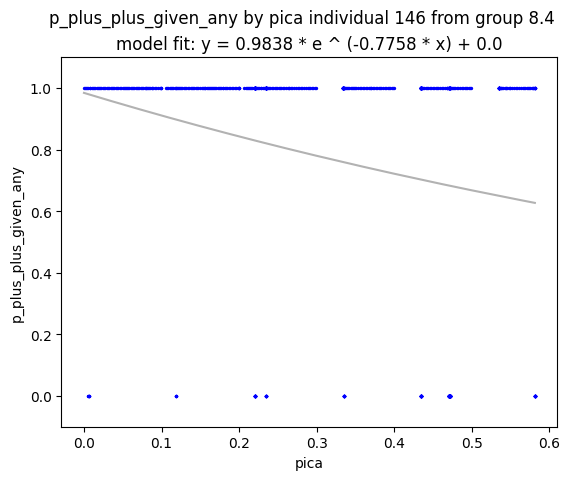 p_plus_plus_given_any by pica individual 146 from group 8.4
model fit: y = 0.9838 * e ^ (-0.7758 * x) + 0.0
1.0
0.8
0.6
0.4
0.2
0.0
p_plus_plus_given_any
0.0 0.1 0.2 0.3 0.4 0.5 0.6
pica